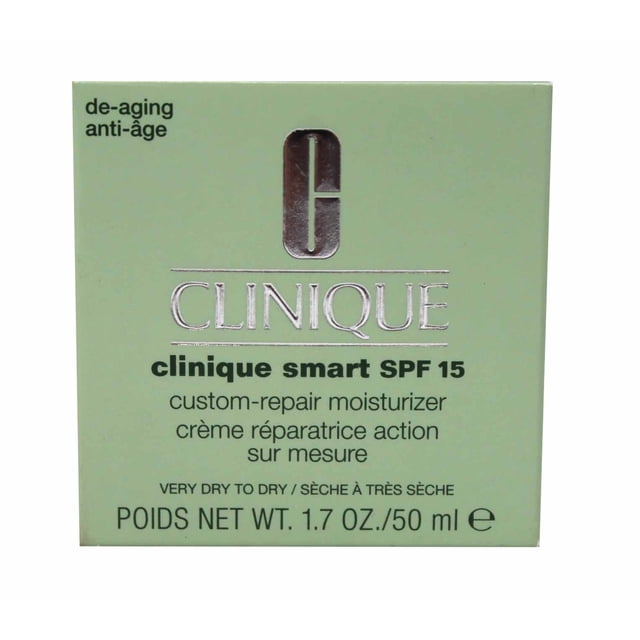 de-aging
anti-âge
C
CLINIQUE
clinique smart SPF 15
custom-repair moisturizer
crème réparatrice action
sur mesure
VERY DRY TO DRY / SÈCHE À TRÈS SÈCHE
POIDS NET WT. 1.7 OZ./50 ml ℮